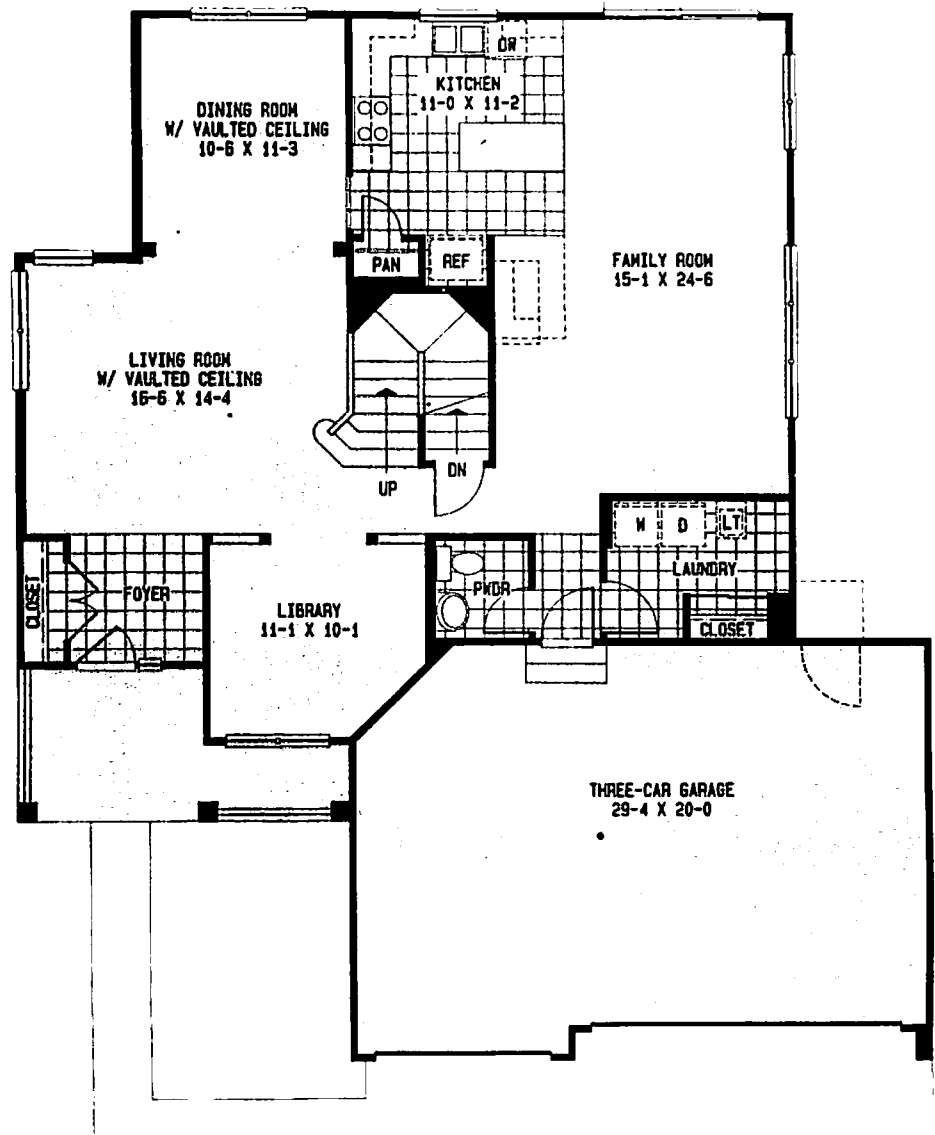 DW
KITCHEN
11-0 X 11-2
DINING ROOM
W/ VAULTED CEILING
10-6 X 11-3
PAN
REF
FAMILY ROOM
15-1 X 24-6
LIVING ROOM
W/ VAULTED CEILING
15-5 X 14-4
UP
DN
W
D
LT
LAUNDRY
CLOSET
FOYER
PWDR
LIBRARY
11-1 X 10-1
CLOSET
THREE-CAR GARAGE
29-4 X 20-0